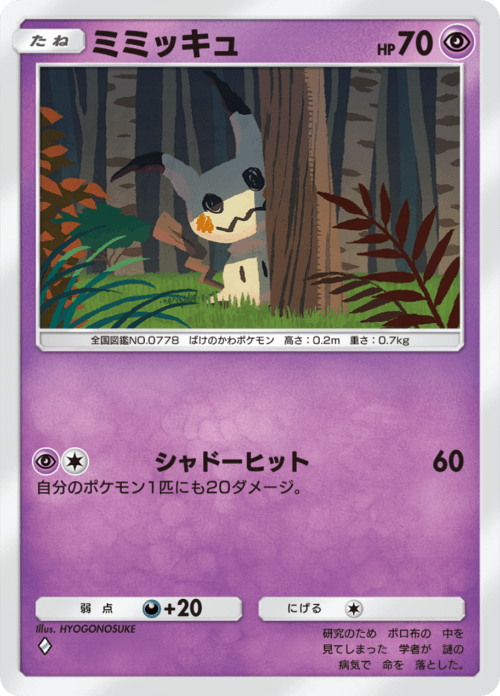 たね ミミッキュ HP70
全国図鑑NO.0778 ばけのかわポケモン 高さ：0.2m 重さ：0.7kg
シャドーヒット 60
自分のポケモン1匹にも20ダメージ。
弱点 +20 にげる
Illus. HYOGONOSUKE
研究のため ボロ布の 中を
見てしまった 学者が 謎の
病気で 命を 落とした。